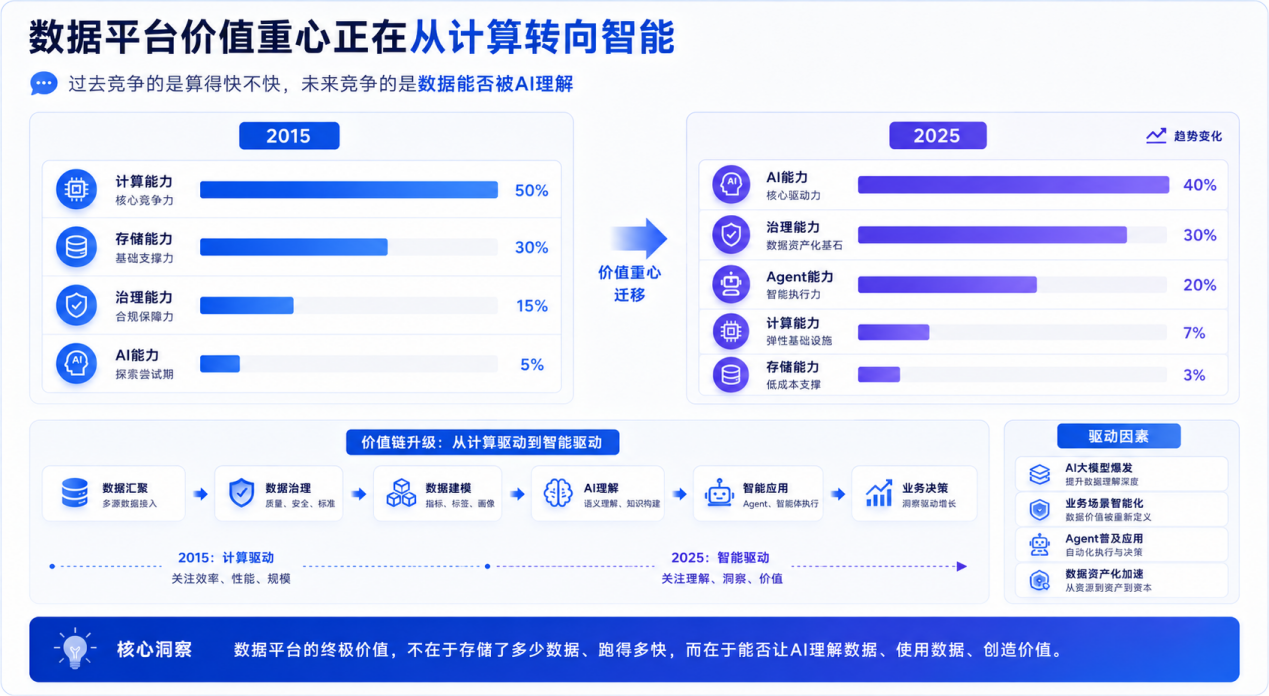 数据平台价值重心正在从计算转向智能
过去竞争的是算得快不快，未来竞争的是数据能否被AI理解
2015
计算能力
核心竞争力
50%
存储能力
基础支撑力
30%
治理能力
合规保障力
15%
AI能力
探索尝试期
5%
价值重心
迁移
2025
趋势变化
AI能力
核心驱动力
40%
治理能力
数据资产化基石
30%
Agent能力
智能执行力
20%
计算能力
弹性基础设施
7%
存储能力
低成本支撑
3%
价值链升级：从计算驱动到智能驱动
数据汇聚
多源数据接入
数据治理
质量、安全、标准
数据建模
指标、标签、画像
AI理解
语义理解、知识构建
智能应用
Agent、智能体执行
业务决策
洞察驱动增长
2015：计算驱动
关注效率、性能、规模
2025：智能驱动
关注理解、洞察、价值
驱动因素
AI大模型爆发
提升数据理解深度
业务场景智能化
数据价值被重新定义
Agent普及应用
自动化执行与决策
数据资产化加速
从资源到资产到资本
核心洞察
数据平台的终极价值，不在于存储了多少数据、跑得多快，而在于能否让AI理解数据、使用数据、创造价值。